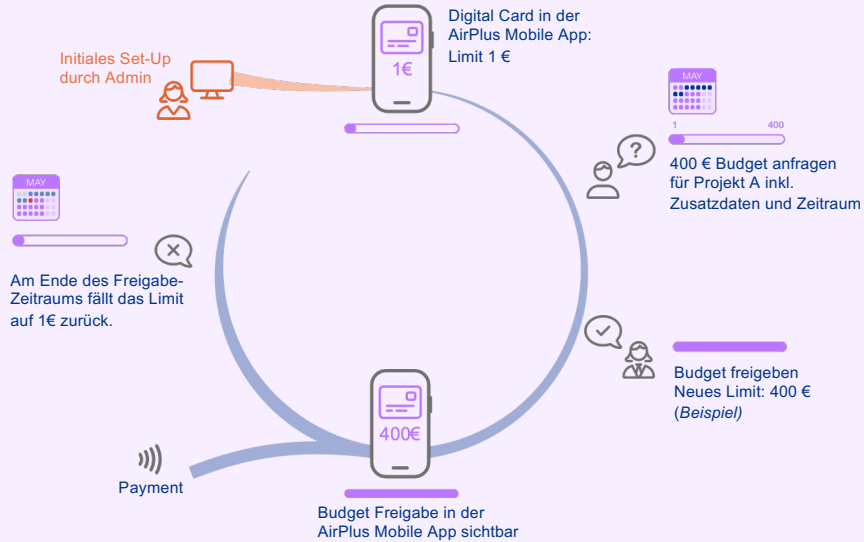 Digital Card in der
AirPlus Mobile App:
Limit 1 €
1€
Initiales Set-Up
durch Admin
MAY
1 400
400 € Budget anfragen
für Projekt A inkl.
Zusatzdaten und Zeitraum
?
Budget freigeben
Neues Limit: 400 €
(Beispiel)
400€
Budget Freigabe in der
AirPlus Mobile App sichtbar
Payment
MAY
Am Ende des Freigabe-
Zeitraums fällt das Limit
auf 1€ zurück.